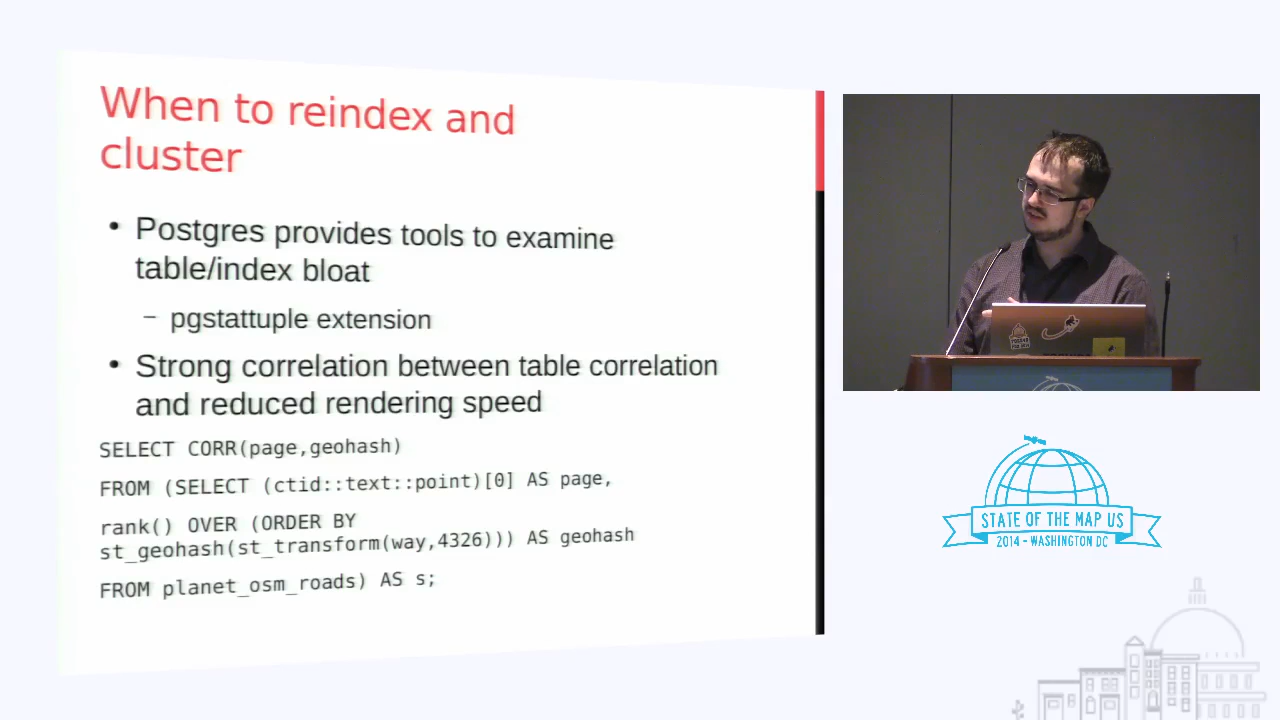 When to reindex and
cluster
• Postgres provides tools to examine
table/index bloat
– pgstattuple extension
• Strong correlation between table correlation
and reduced rendering speed
SELECT CORR(page,geohash)
FROM (SELECT (ctid::text::point)[0] AS page,
rank() OVER (ORDER BY
st_geohash(st_transform(way,4326))) AS geohash
FROM planet_osm_roads) AS s;
STATE OF THE MAP US
2014 - WASHINGTON DC